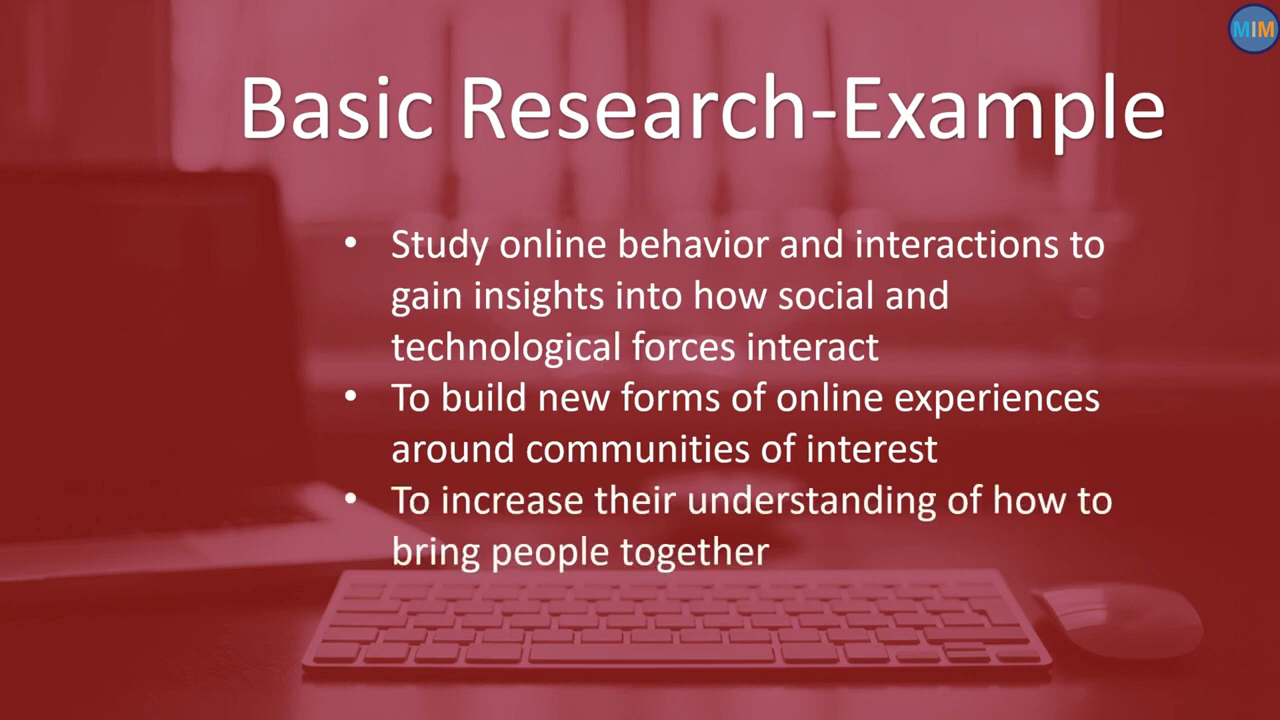 MIM
Basic Research-Example
• Study online behavior and interactions to
gain insights into how social and
technological forces interact
• To build new forms of online experiences
around communities of interest
• To increase their understanding of how to
bring people together